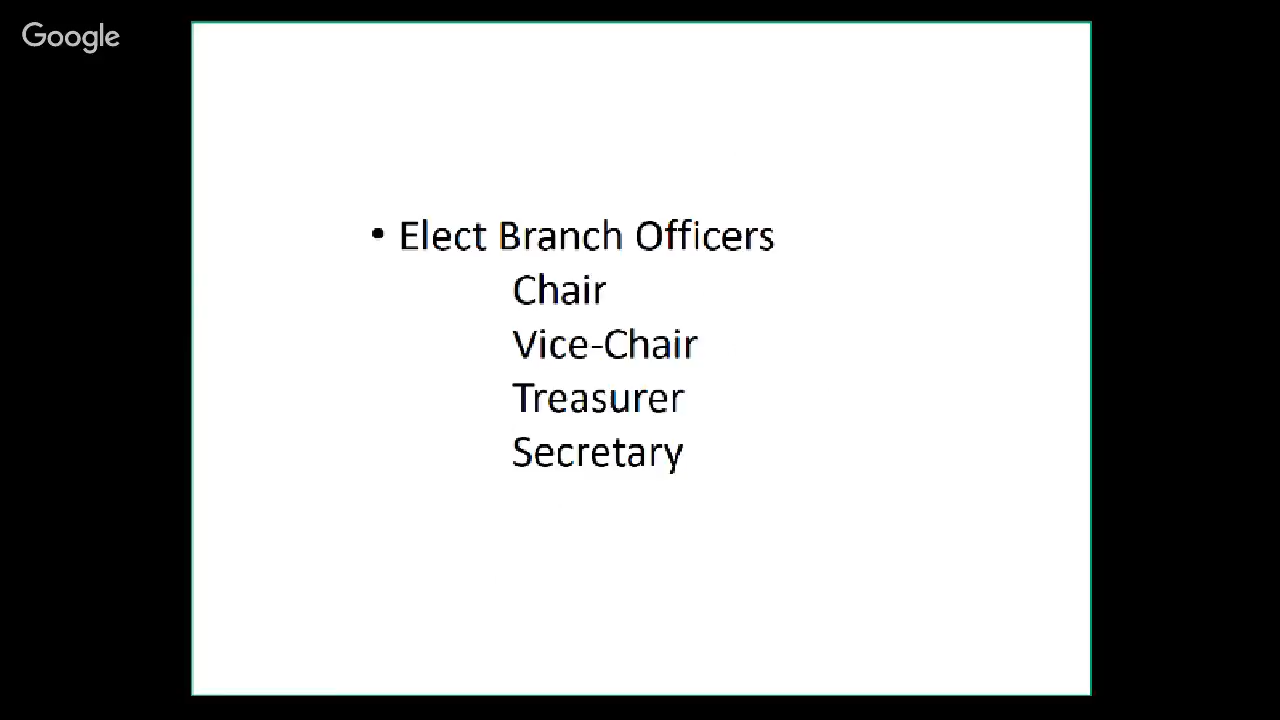 Google
• Elect Branch Officers
Chair
Vice-Chair
Treasurer
Secretary